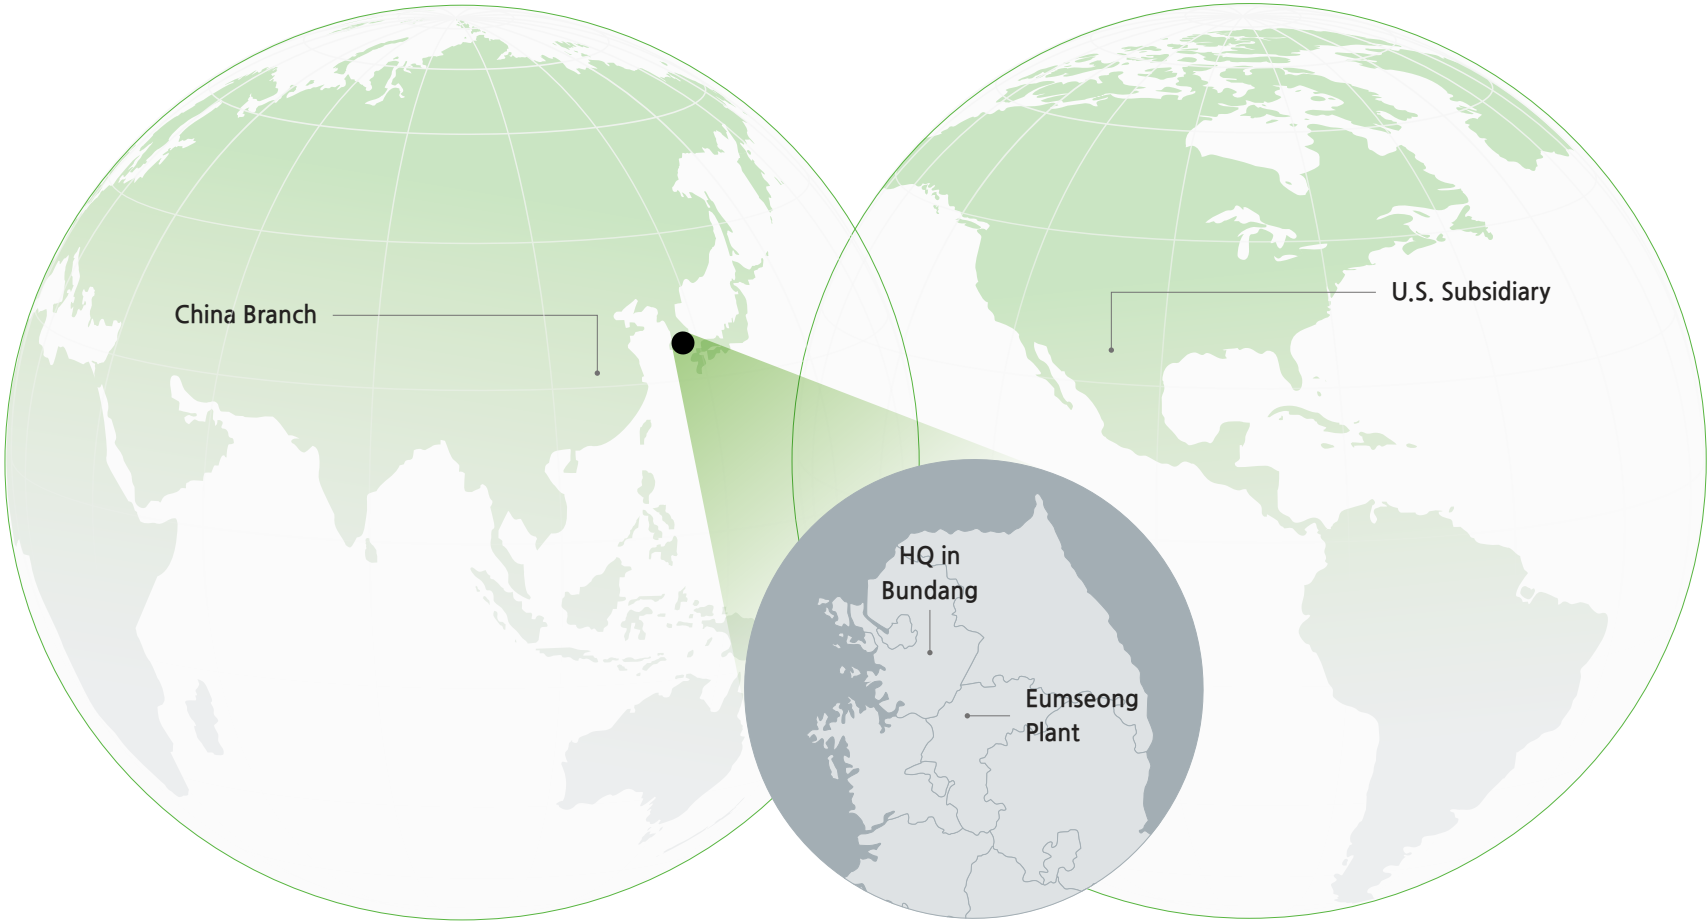 China Branch
U.S. Subsidiary
HQ in
Bundang
Eumseong
Plant